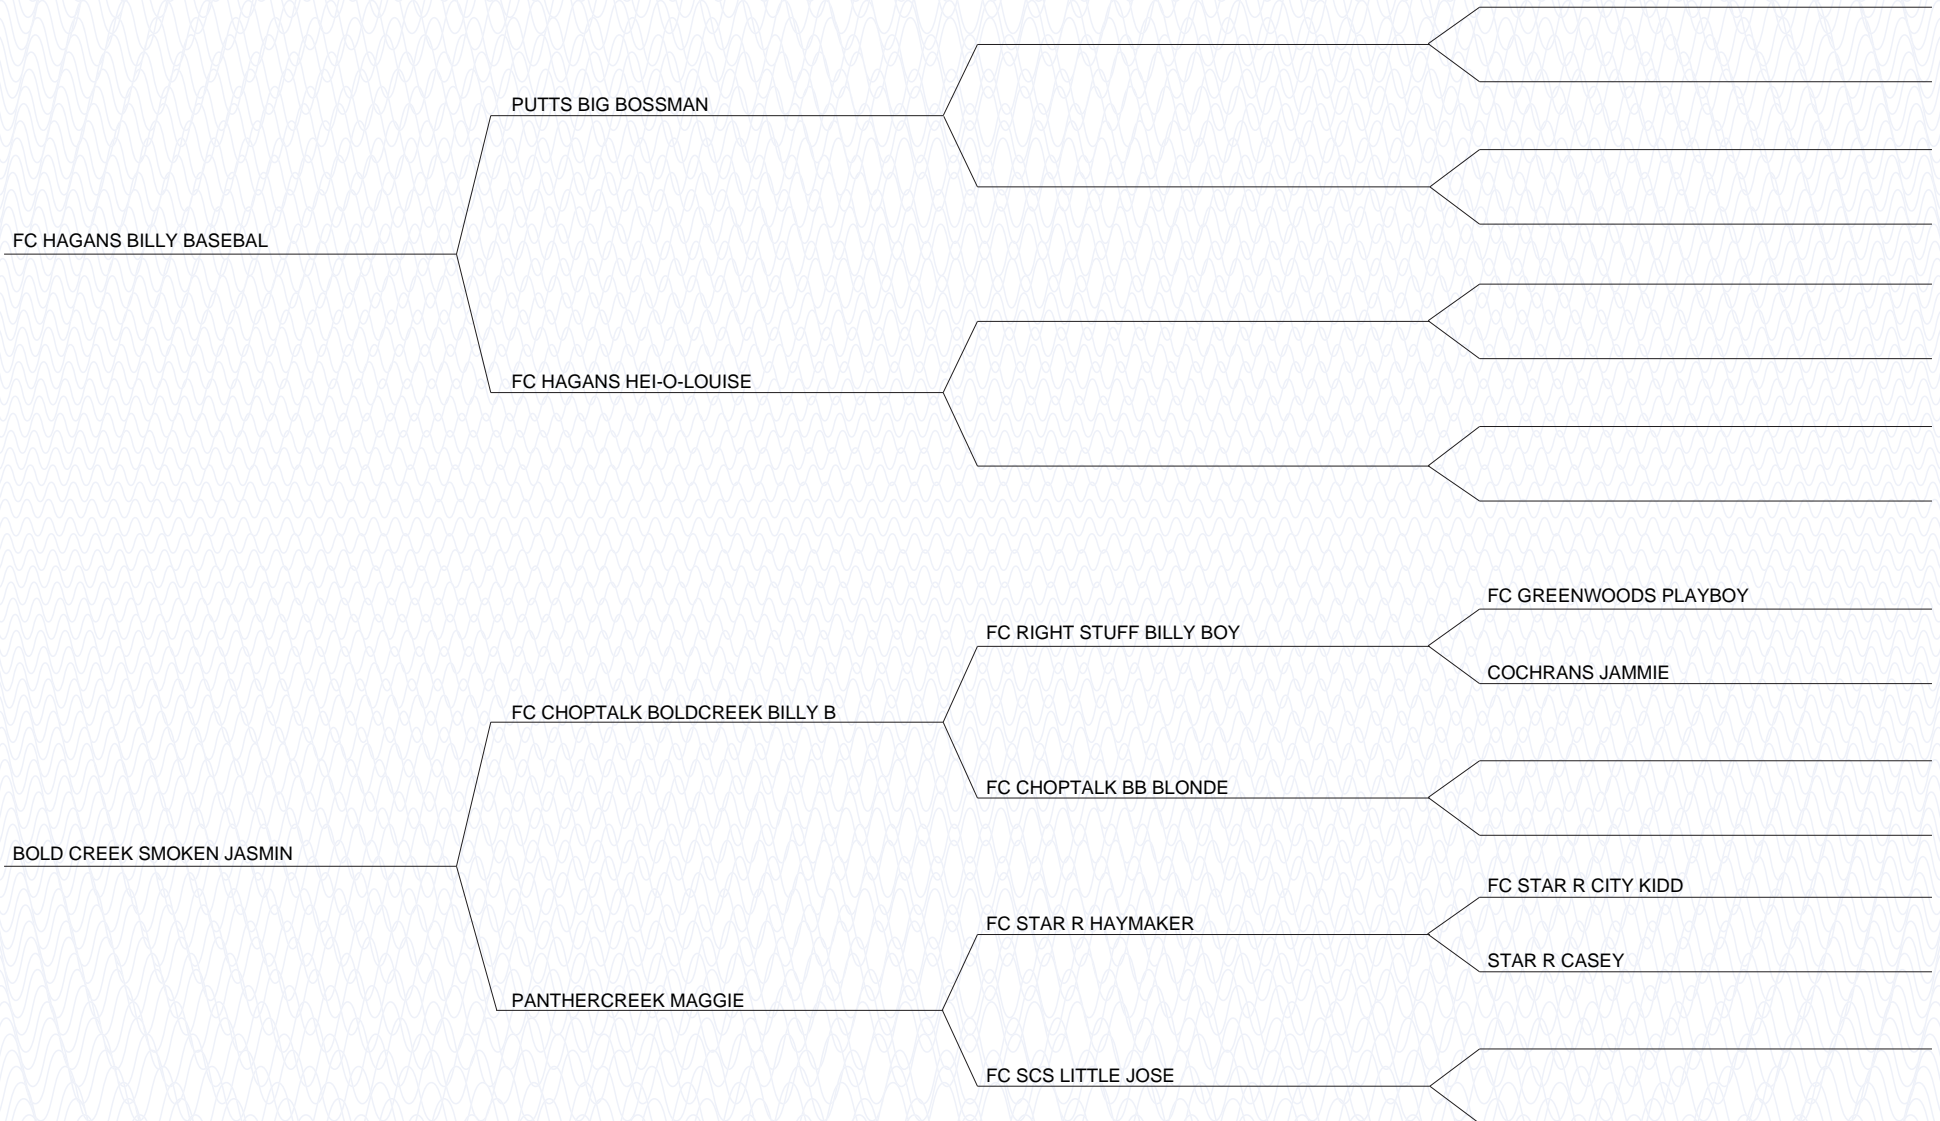 PUTTS BIG BOSSMAN
FC HAGANS BILLY BASEBAL
FC HAGANS HEI-O-LOUISE
FC GREENWOODS PLAYBOY
FC RIGHT STUFF BILLY BOY
COCHRANS JAMMIE
FC CHOPTALK BOLDCREEK BILLY B
FC CHOPTALK BB BLONDE
BOLD CREEK SMOKEN JASMIN
FC STAR R CITY KIDD
FC STAR R HAYMAKER
STAR R CASEY
PANTHERCREEK MAGGIE
FC SCS LITTLE JOSE